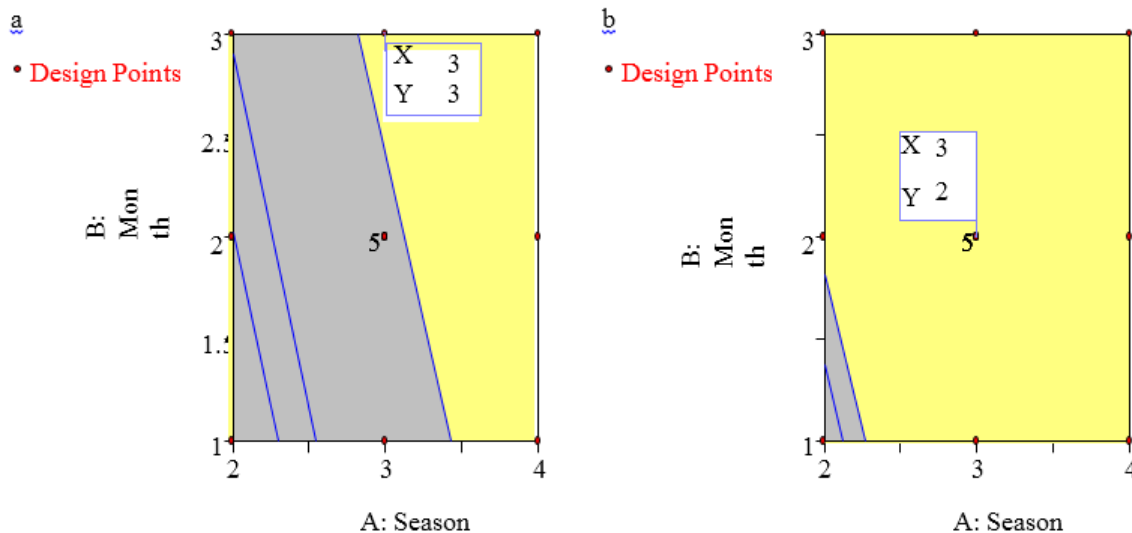 a
• Design Points
3
X 3
Y 3
2.5
B:
Mon
th
2
5
1.5
1
2 3 4
A: Season
b
• Design Points
3
X 3
Y 2
B:
Mon
th
2
5
1
2 3 4
A: Season